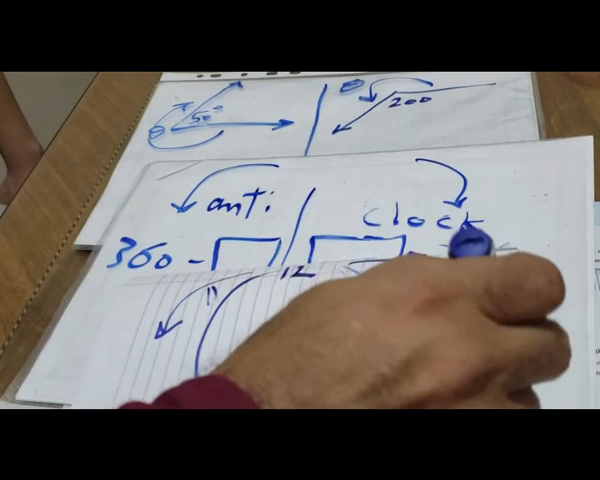 θ 50° θ 200
anti clock
360 -
11 12